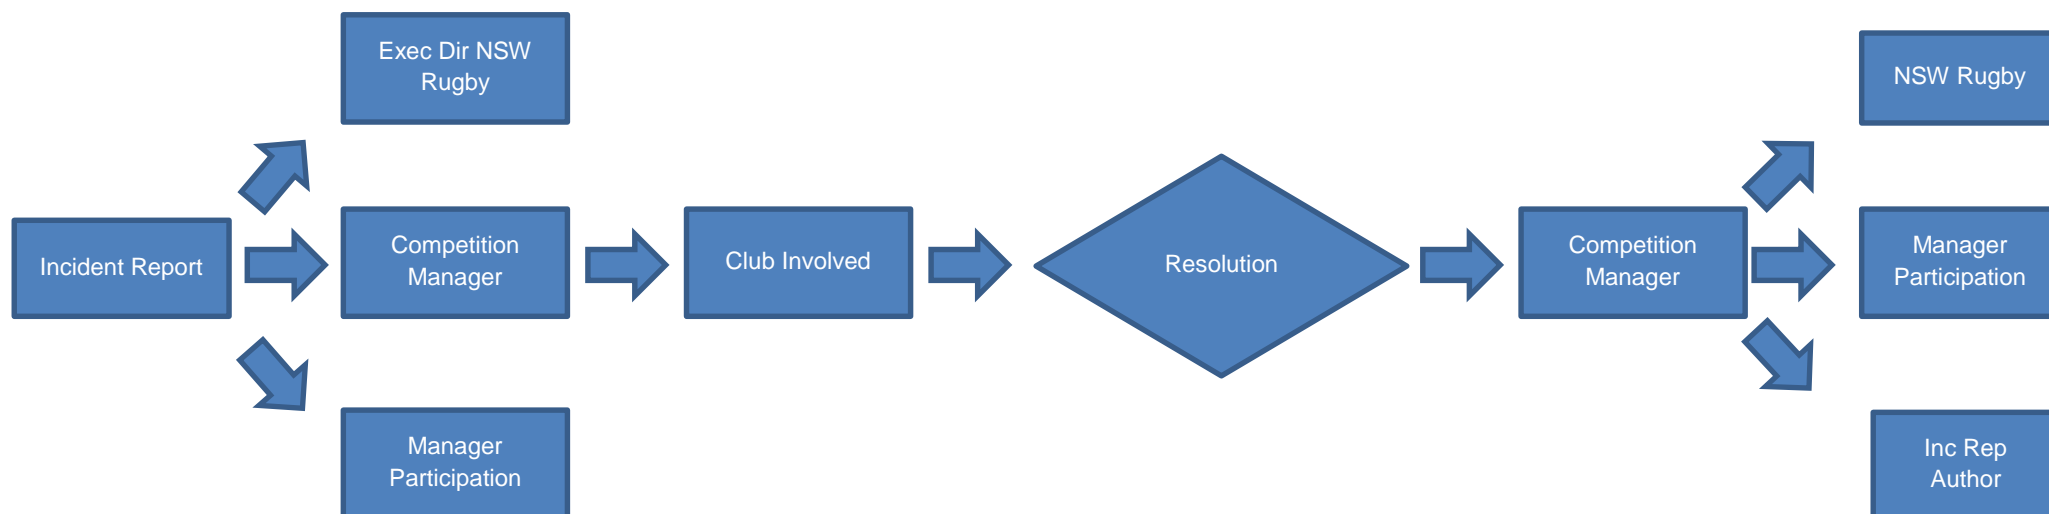 Exec Dir NSW
Rugby
NSW Rugby
Incident Report
Competition
Manager
Club Involved
Resolution
Competition
Manager
Manager
Participation
Manager
Participation
Inc Rep
Author